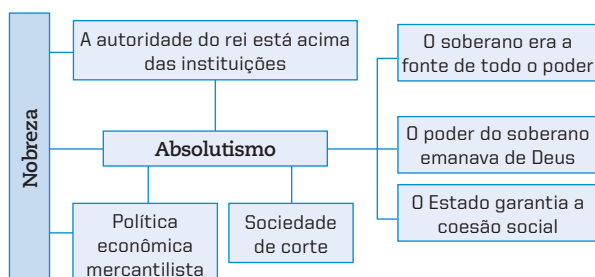 Nobreza
A autoridade do rei está acima
das instituições
Absolutismo
Política
econômica
mercantilista
Sociedade
de corte
O soberano era a
fonte de todo o poder
O poder do soberano
emanava de Deus
O Estado garantia a
coesão social